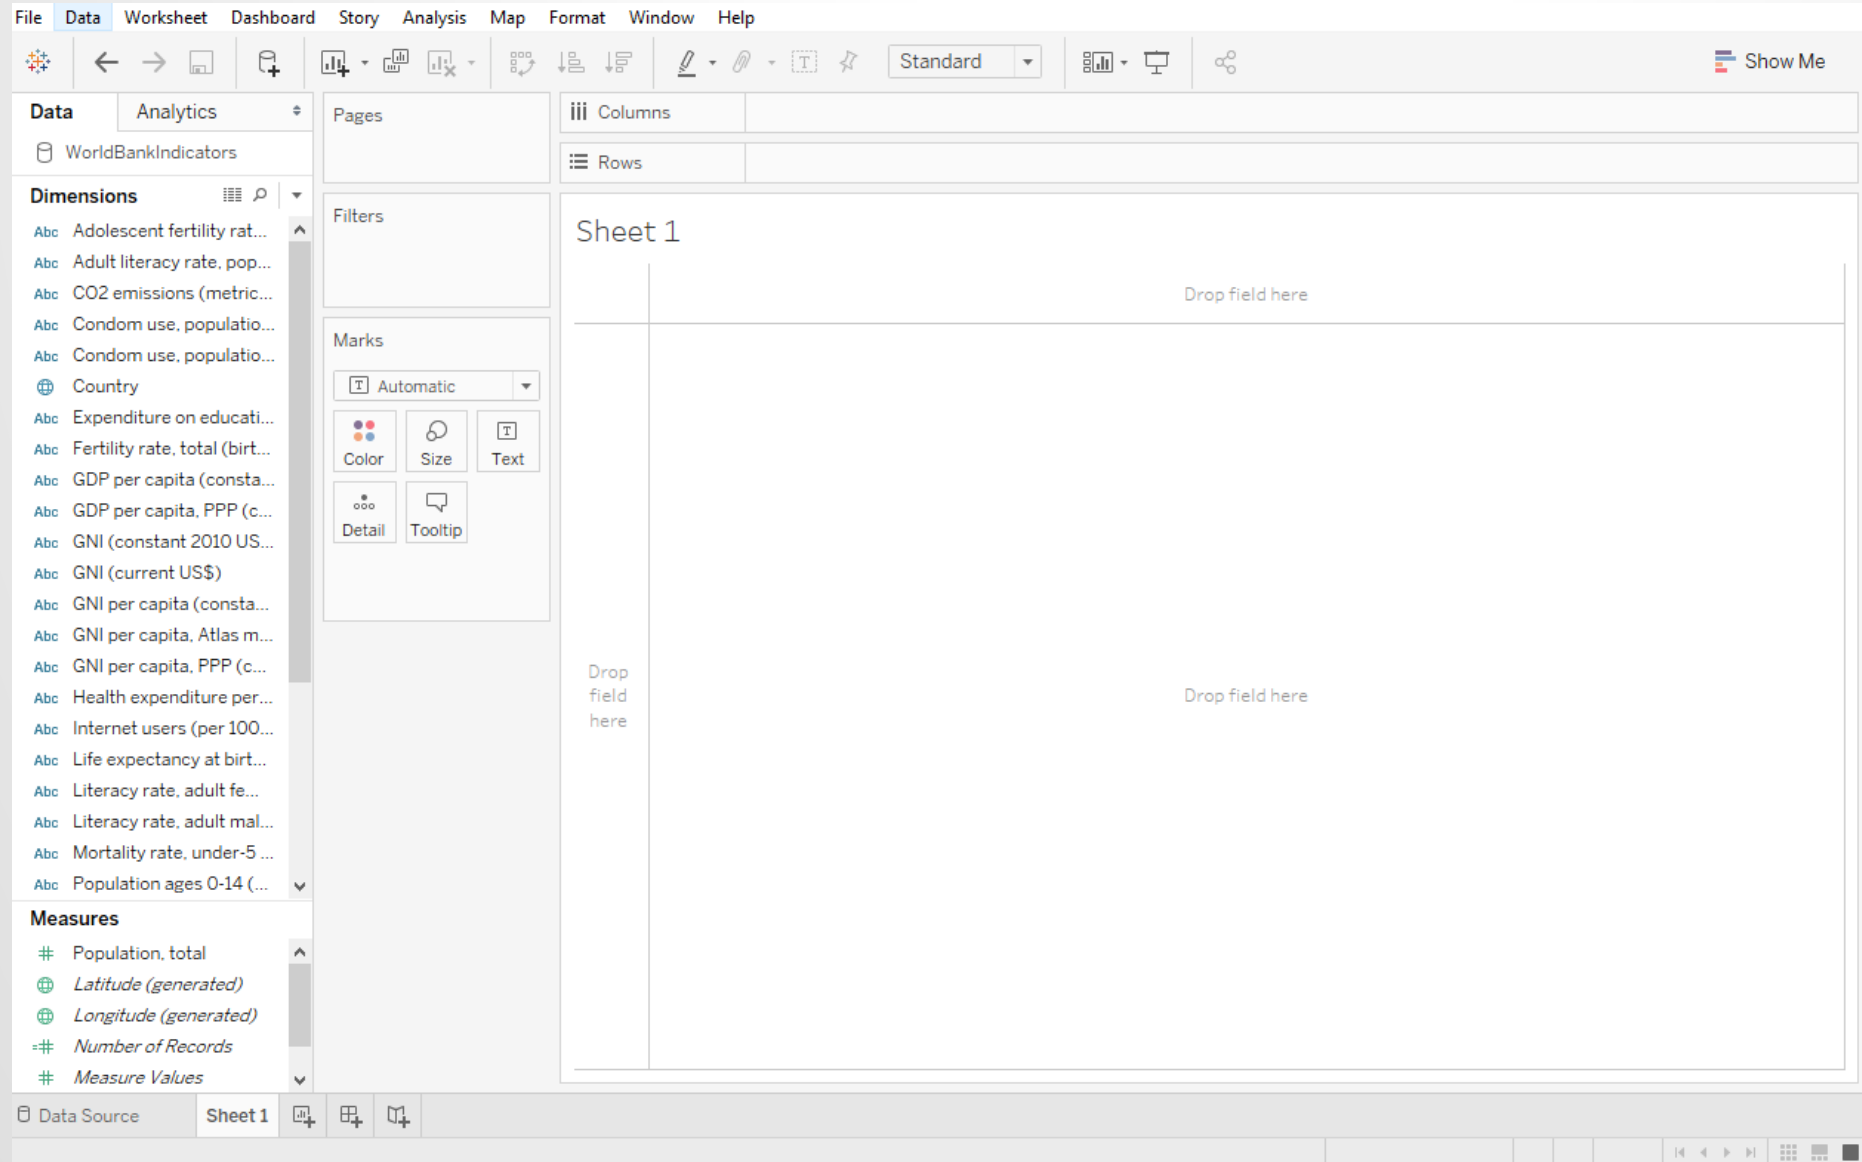 File Data Worksheet Dashboard Story Analysis Map Format Window Help
Standard
Show Me
Data Analytics
WorldBankIndicators
Dimensions
Abc Adolescent fertility rat...
Abc Adult literacy rate, pop...
Abc CO2 emissions (metric...
Abc Condom use, populatio...
Abc Condom use, populatio...
Country
Abc Expenditure on educati...
Abc Fertility rate, total (birt...
Abc GDP per capita (consta...
Abc GDP per capita, PPP (c...
Abc GNI (constant 2010 US...
Abc GNI (current US$)
Abc GNI per capita (consta...
Abc GNI per capita, Atlas m...
Abc GNI per capita, PPP (c...
Abc Health expenditure per...
Abc Internet users (per 100...
Abc Life expectancy at birt...
Abc Literacy rate, adult fe...
Abc Literacy rate, adult mal...
Abc Mortality rate, under-5 ...
Abc Population ages 0-14 (...
Measures
# Population, total
Latitude (generated)
Longitude (generated)
=# Number of Records
# Measure Values
Pages
Filters
Marks
T Automatic
Color Size Text
Detail Tooltip
Columns
Rows
Sheet 1
Drop field here
Drop
field
here
Drop field here
Data Source Sheet 1